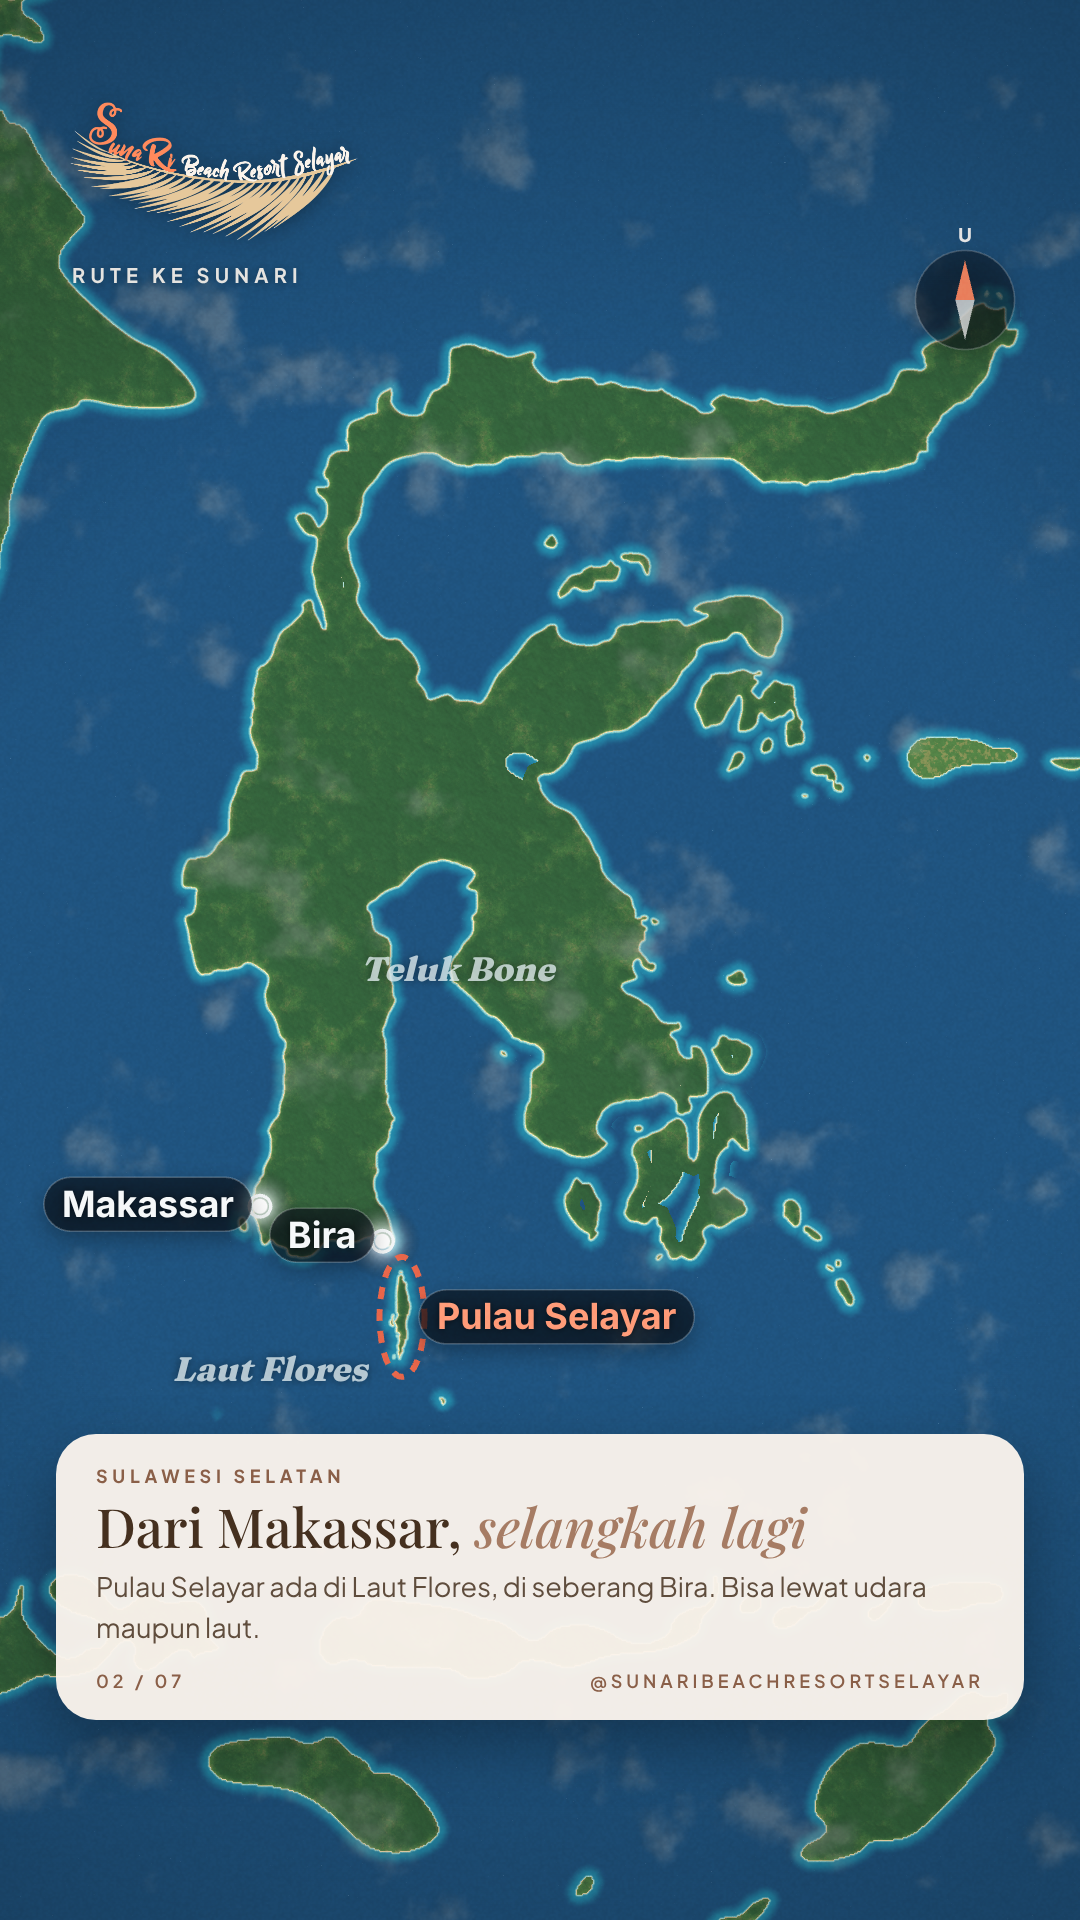 SunaRi Beach Resort Selayar
RUTE KE SUNARI
U
Teluk Bone
Makassar
Bira
Pulau Selayar
Laut Flores
SULAWESI SELATAN
Dari Makassar, selangkah lagi
Pulau Selayar ada di Laut Flores, di seberang Bira. Bisa lewat udara
maupun laut.
02 / 07
@SUNARIBEACHRESORTSELAYAR